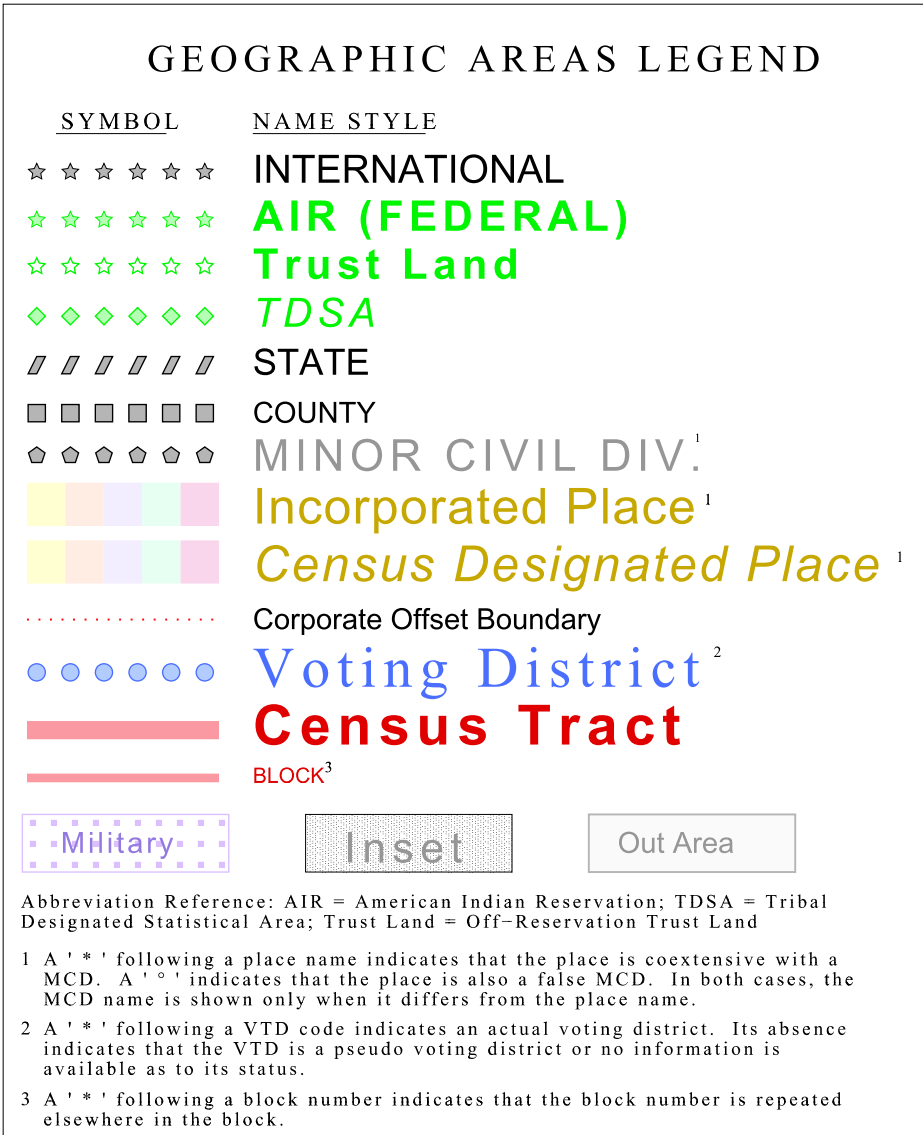 GEOGRAPHIC AREAS LEGEND
SYMBOL NAME STYLE
INTERNATIONAL
AIR (FEDERAL)
Trust Land
TDSA
STATE
COUNTY
MINOR CIVIL DIV. 1
Incorporated Place 1
Census Designated Place 1
Corporate Offset Boundary
Voting District 2
Census Tract
BLOCK3
Military Inset Out Area
Abbreviation Reference: AIR = American Indian Reservation; TDSA = Tribal
Designated Statistical Area; Trust Land = Off−Reservation Trust Land
1 A ' * ' following a place name indicates that the place is coextensive with a
MCD. A ' ° ' indicates that the place is also a false MCD. In both cases, the
MCD name is shown only when it differs from the place name.
2 A ' * ' following a VTD code indicates an actual voting district. Its absence
indicates that the VTD is a pseudo voting district or no information is
available as to its status.
3 A ' * ' following a block number indicates that the block number is repeated
elsewhere in the block.